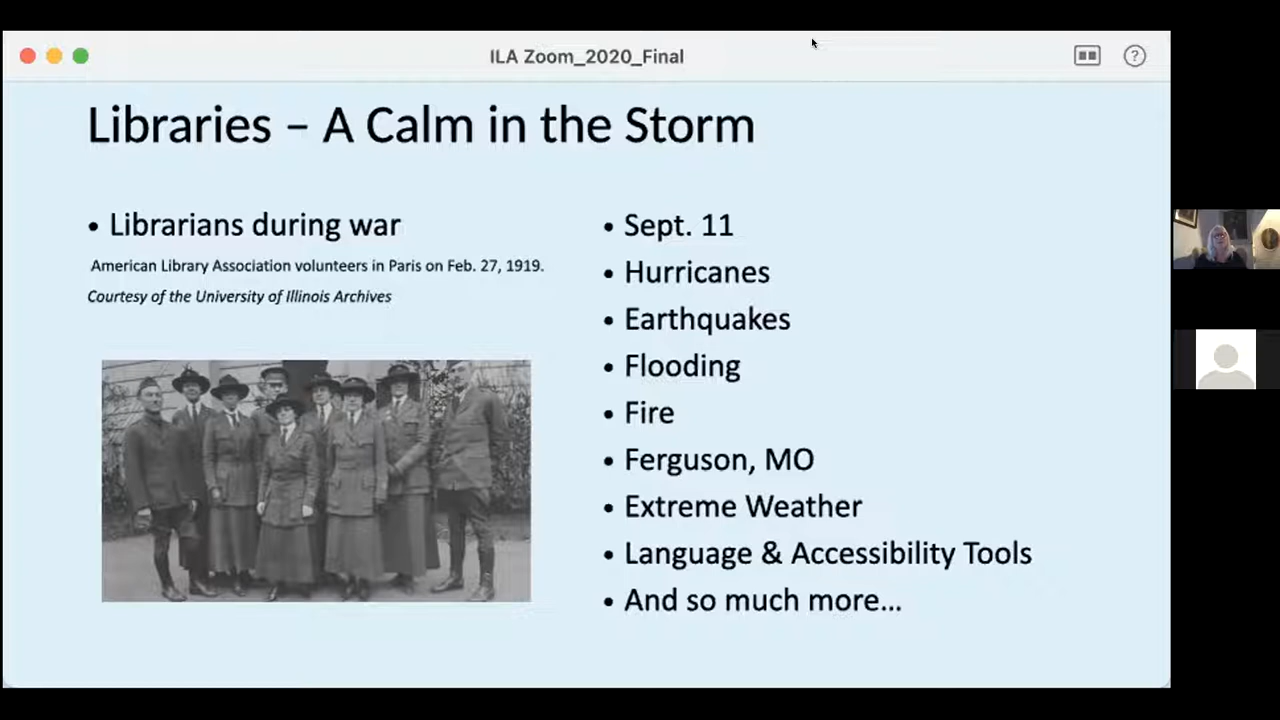 ILA Zoom_2020_Final
Libraries – A Calm in the Storm
• Librarians during war
American Library Association volunteers in Paris on Feb. 27, 1919.
Courtesy of the University of Illinois Archives
• Sept. 11
• Hurricanes
• Earthquakes
• Flooding
• Fire
• Ferguson, MO
• Extreme Weather
• Language & Accessibility Tools
• And so much more...